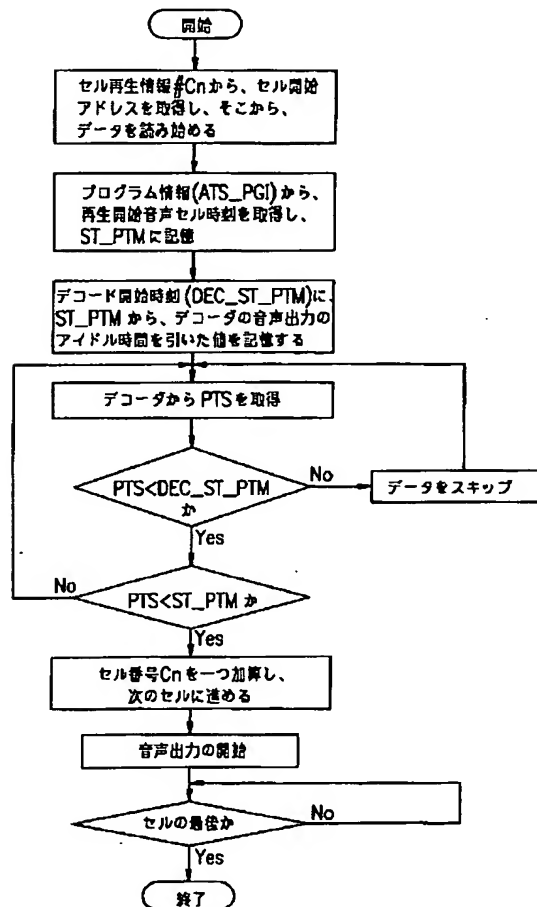 開始
セル再生情報#Cnから、セル開始
アドレスを取得し、そこから、
データを読み始める
プログラム情報(ATS_PGI)から、
再生開始音声セル時刻を取得し、
ST_PTMに記憶
デコード開始時刻(DEC_ST_PTM)に、
ST_PTMから、デコーダの音声出力の
アイドル時間を引いた値を記憶する
デコーダからPTSを取得
PTS<DEC_ST_PTM
か
No
データをスキップ
Yes
No
PTS<ST_PTMか
Yes
セル番号Cnを一つ加算し、
次のセルに進める
音声出力の開始
セルの最後か
No
Yes
終了